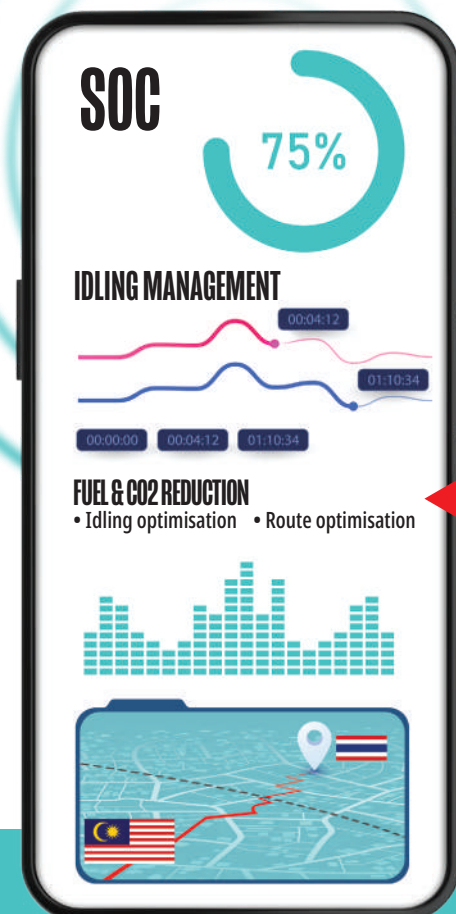 SOC
75%
IDLING MANAGEMENT
00:04:12
01:10:34
00:00:00 00:04:12 01:10:34
FUEL & CO2 REDUCTION
• Idling optimisation • Route optimisation